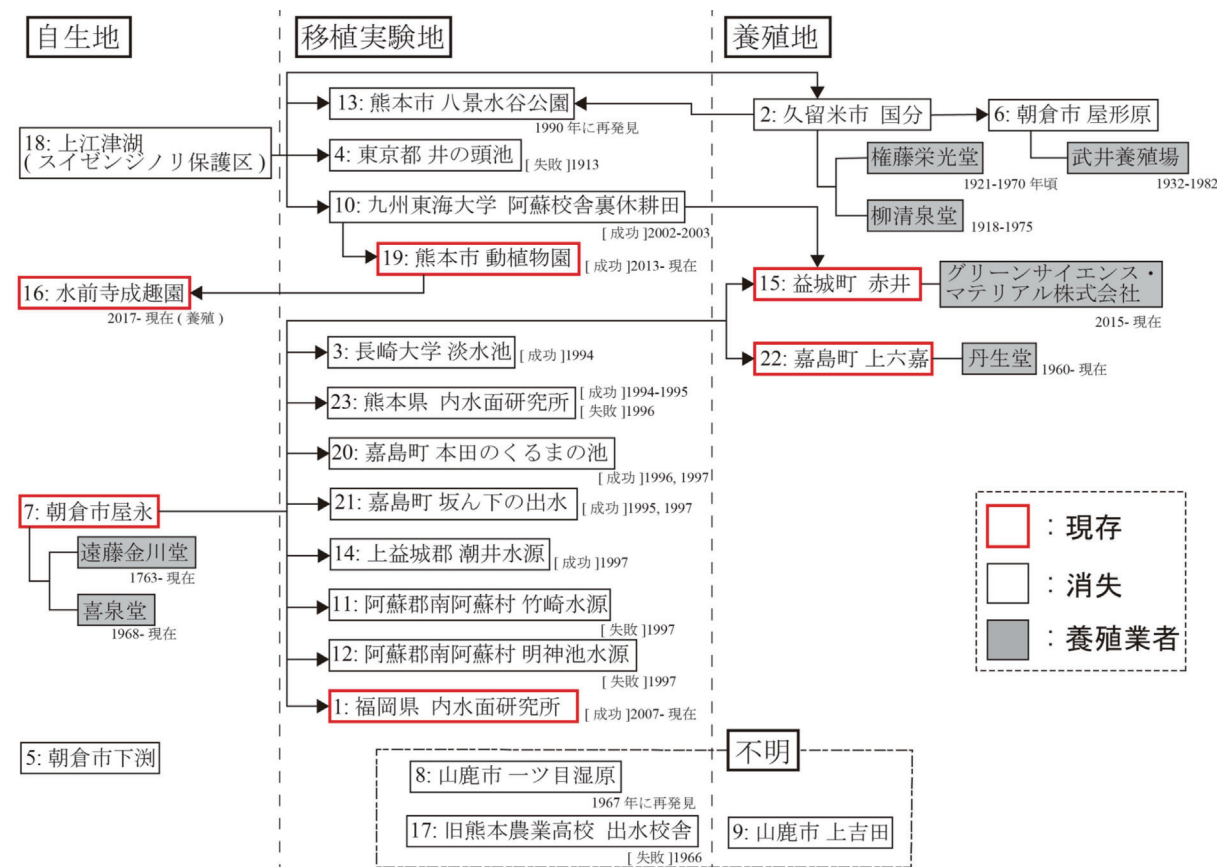 自生地
移植実験地
養殖地
13: 熊本市 八景水谷公園
1990 年に再発見
2: 久留米市 国分
6: 朝倉市 屋形原
18: 上江津湖
( スイゼンジノリ保護区 )
4: 東京都 井の頭池
[ 失敗 ]1913
権藤栄光堂
1921-1970 年頃
武井養殖場
1932-1982
10: 九州東海大学 阿蘇校舎裏休耕田
[ 成功 ]2002-2003
柳清泉堂
1918-1975
19: 熊本市 動植物園
[ 成功 ]2013- 現在
16: 水前寺成趣園
2017- 現在 ( 養殖 )
15: 益城町 赤井
グリーンサイエンス・
マテリアル株式会社
2015- 現在
3: 長崎大学 淡水池
[ 成功 ]1994
22: 嘉島町 上六嘉
丹生堂
1960- 現在
23: 熊本県 内水面研究所
[ 成功 ]1994-1995
[ 失敗 ]1996
20: 嘉島町 本田のくるまの池
[ 成功 ]1996, 1997
7: 朝倉市屋永
21: 嘉島町 坂ん下の出水
[ 成功 ]1995, 1997
遠藤金川堂
1763- 現在
14: 上益城郡 潮井水源
[ 成功 ]1997
喜泉堂
1968- 現在
11: 阿蘇郡南阿蘇村 竹崎水源
[ 失敗 ]1997
12: 阿蘇郡南阿蘇村 明神池水源
[ 失敗 ]1997
1: 福岡県 内水面研究所
[ 成功 ]2007- 現在
：現存
：消失
：養殖業者
5: 朝倉市下渕
不明
8: 山鹿市 一ツ目湿原
1967 年に再発見
17: 旧熊本農業高校 出水校舎
[ 失敗 ]1966
9: 山鹿市 上吉田